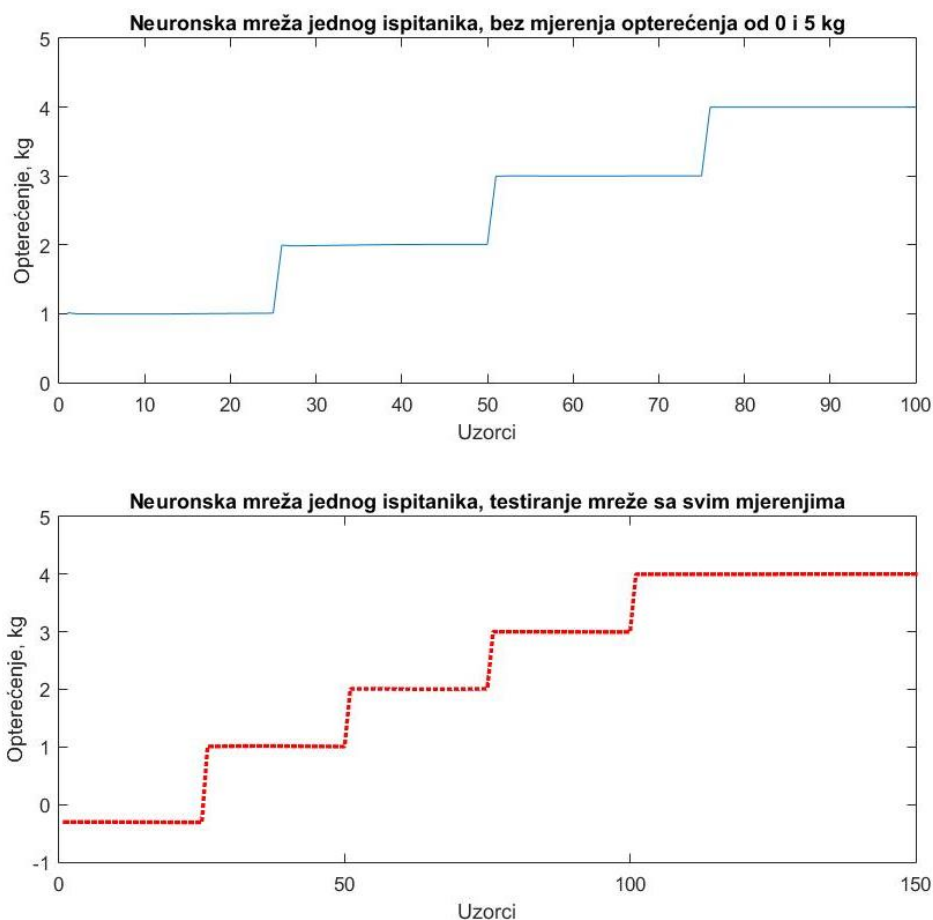 Neuronska mreža jednog ispitanika, bez mjerenja opterećenja od 0 i 5 kg
5
4
3
2
1
0
Opterećenje, kg
0 10 20 30 40 50 60 70 80 90 100
Uzorci
Neuronska mreža jednog ispitanika, testiranje mreže sa svim mjerenjima
5
4
3
2
1
0
-1
Opterećenje, kg
0 50 100 150
Uzorci